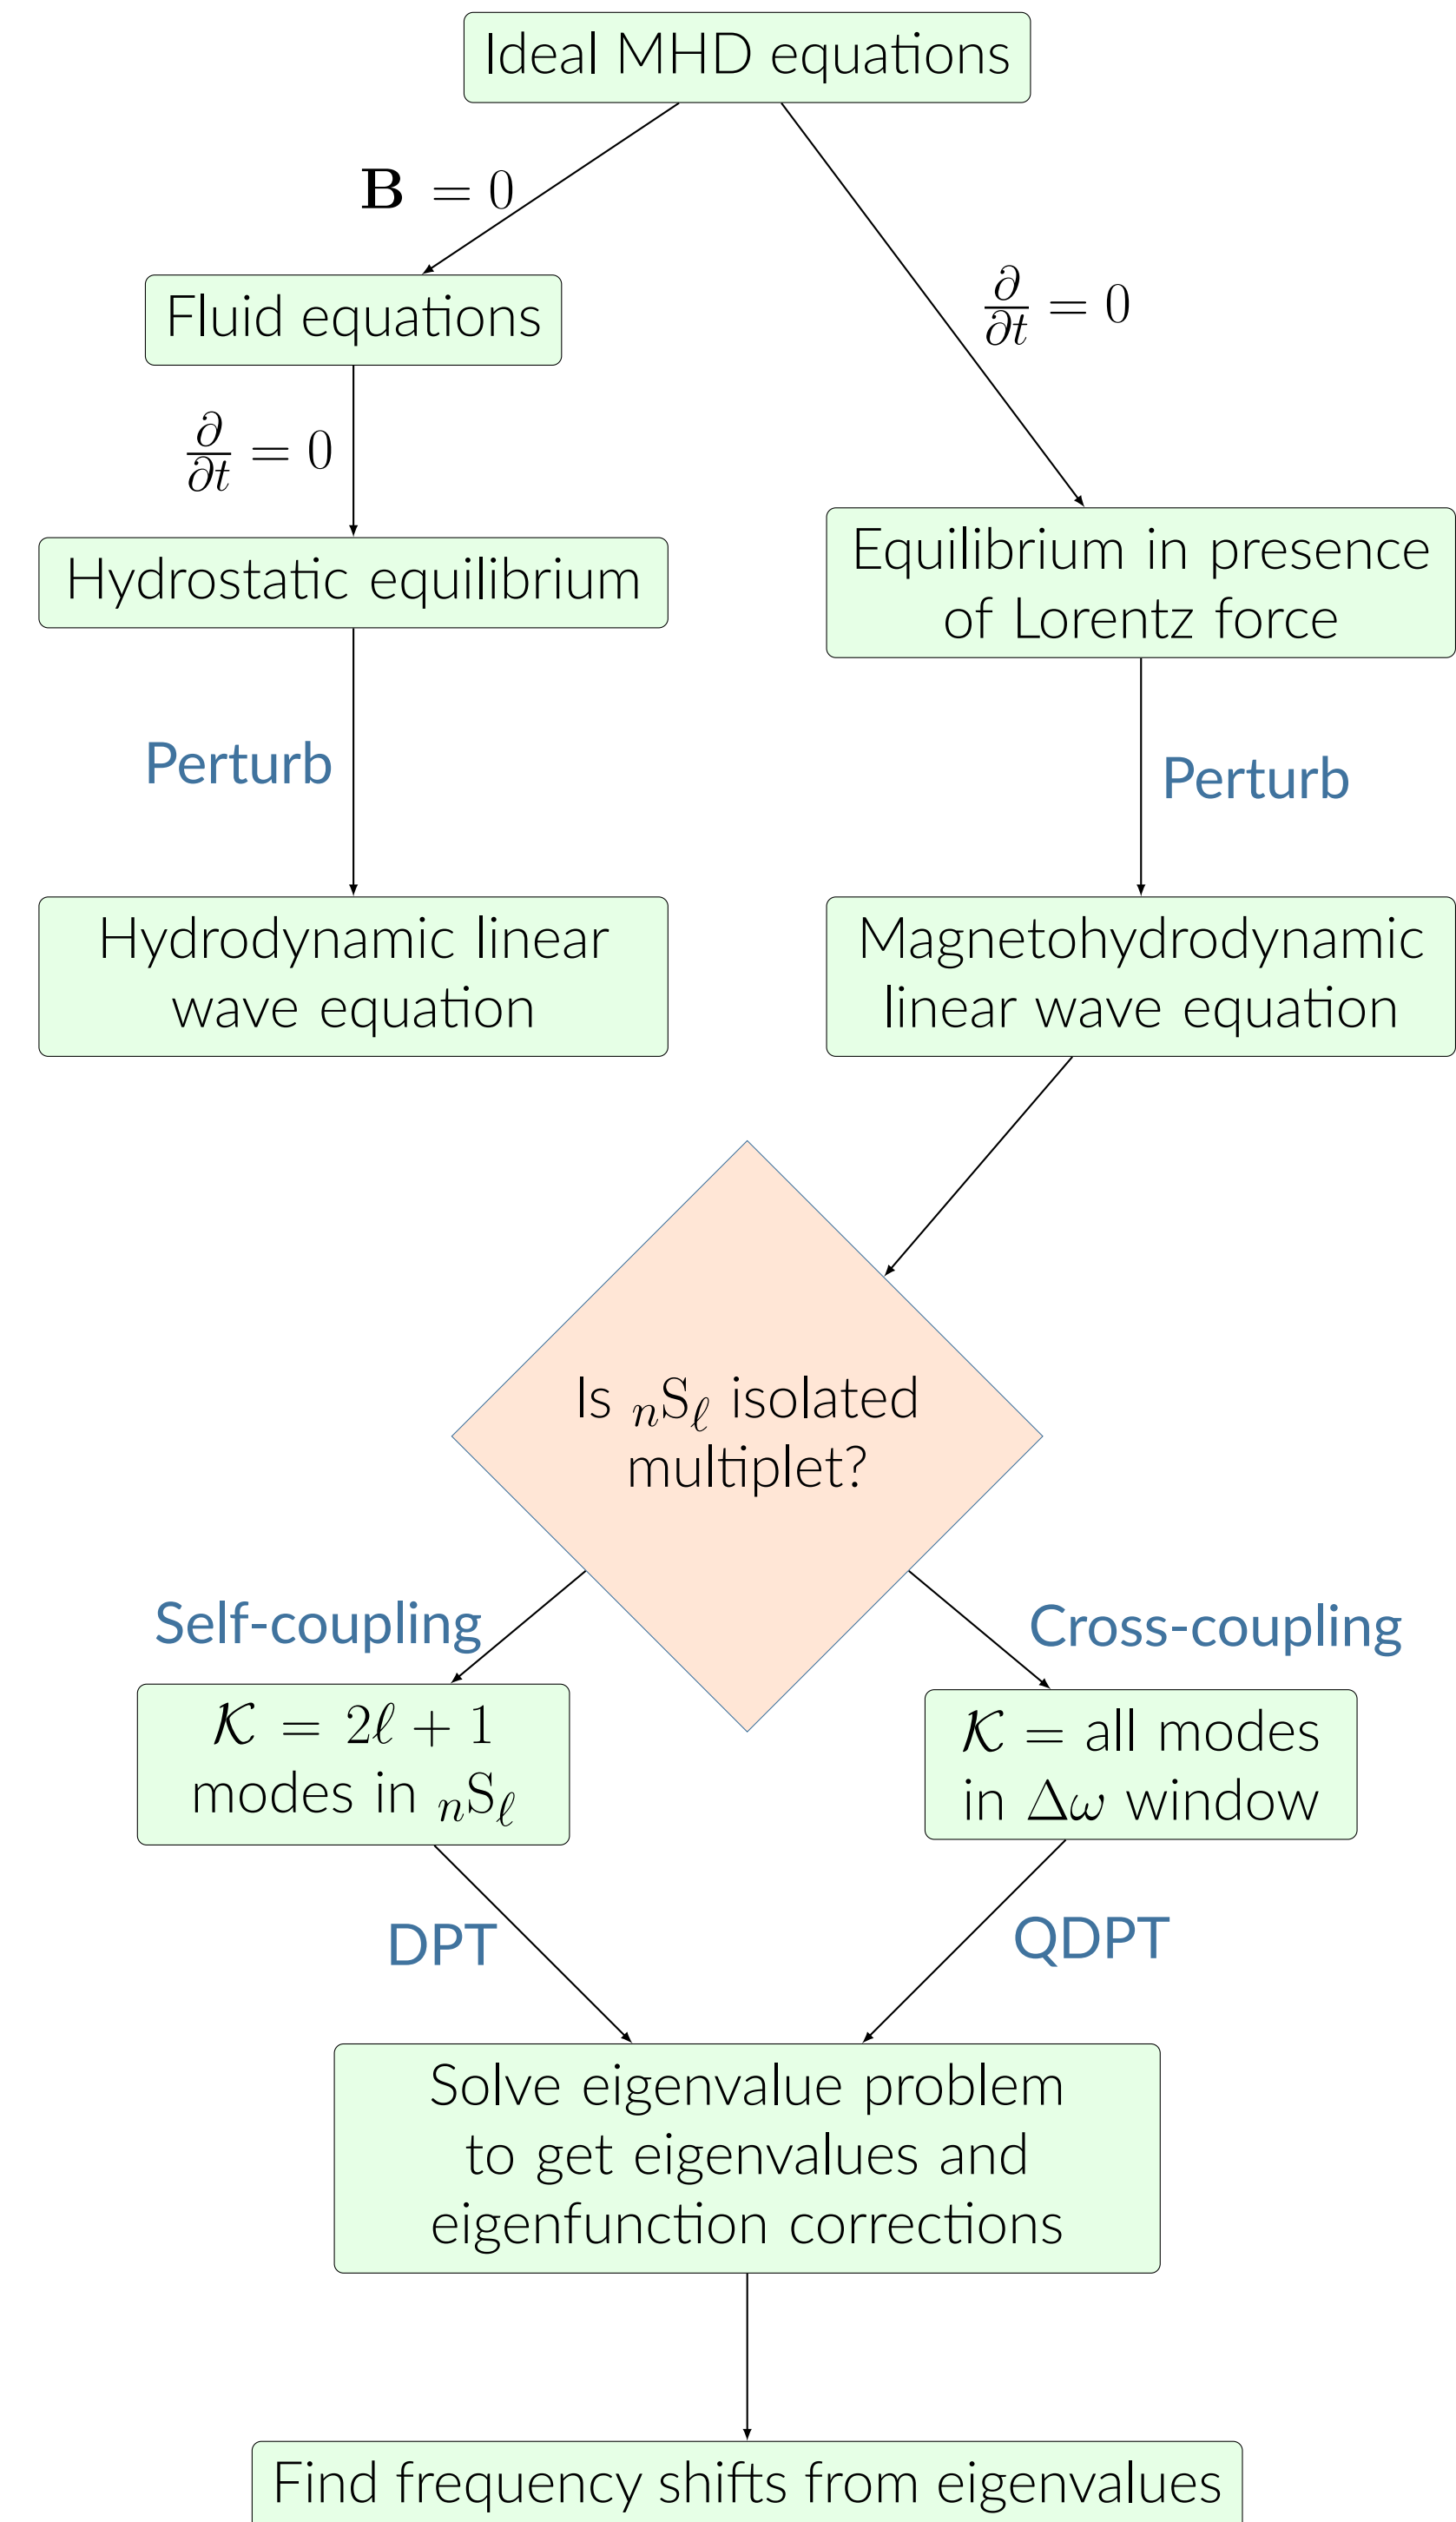 Ideal MHD equations
B = 0
∂/∂t = 0
Fluid equations
∂/∂t = 0
Hydrostatic equilibrium
Equilibrium in presence
of Lorentz force
Perturb
Perturb
Hydrodynamic linear
wave equation
Magnetohydrodynamic
linear wave equation
Is ₙS_ℓ isolated
multiplet?
Self-coupling
Cross-coupling
𝒦 = 2ℓ + 1
modes in ₙS_ℓ
𝒦 = all modes
in Δω window
DPT
QDPT
Solve eigenvalue problem
to get eigenvalues and
eigenfunction corrections
Find frequency shifts from eigenvalues